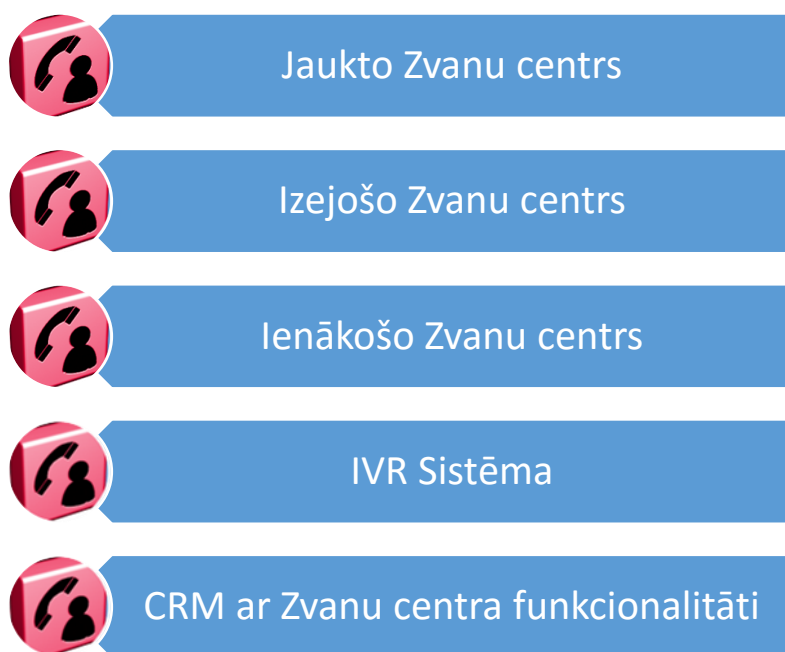 Jaukto Zvanu centrs
Izejošo Zvanu centrs
Ienākošo Zvanu centrs
IVR Sistēma
CRM ar Zvanu centra funkcionalitāti